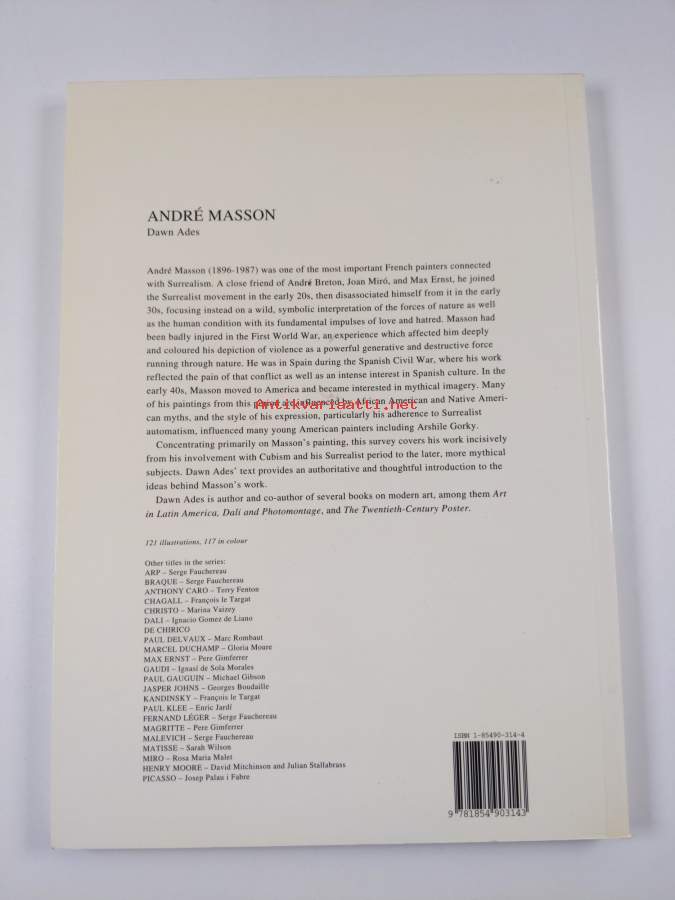 ANDRÉ MASSON
Dawn Ades
André Masson (1896-1987) was one of the most important French painters connected
with Surrealism. A close friend of André Breton, Joan Miró, and Max Ernst, he joined
the Surrealist movement in the early 20s, then disassociated himself from it in the early
30s, focusing instead on a wild, symbolic interpretation of the forces of nature as well
as the human condition with its fundamental impulses of love and hatred. Masson had
been badly injured in the First World War, an experience which affected him deeply
and coloured his depiction of violence as a powerful generative and destructive force
running through nature. He was in Spain during the Spanish Civil War, where his work
reflected the pain of that conflict as well as an intense interest in Spanish culture. In the
early 40s, Masson moved to America and became interested in mythical imagery. Many
of his paintings from this period are influenced by African American and Native Ameri-
Antikvariaatti.net
can myths, and the style of his expression, particularly his adherence to Surrealist
automatism, influenced many young American painters including Arshile Gorky.
Concentrating primarily on Masson's painting, this survey covers his work incisively
from his involvement with Cubism and his Surrealist period to the later, more mythical
subjects. Dawn Ades' text provides an authoritative and thoughtful introduction to the
ideas behind Masson's work.
Dawn Ades is author and co-author of several books on modern art, among them Art
in Latin America, Dali and Photomontage, and The Twentieth-Century Poster.
121 illustrations, 117 in colour
Other titles in the series:
ARP – Serge Fauchereau
BRAQUE – Serge Fauchereau
ANTHONY CARO – Terry Fenton
CHAGALL – François le Targat
CHRISTO – Marina Vaizey
DALI – Ignacio Gomez de Liano
DE CHIRICO
PAUL DELVAUX – Marc Rombaut
MARCEL DUCHAMP – Gloria Moure
MAX ERNST – Pere Gimferrer
GAUDI – Ignasi de Sola Morales
PAUL GAUGUIN – Michael Gibson
JASPER JOHNS – Georges Boudaille
KANDINSKY – François le Targat
PAUL KLEE – Enric Jardí
FERNAND LÉGER – Serge Fauchereau
MAGRITTE – Pere Gimferrer
MALEVICH – Serge Fauchereau
MATISSE – Sarah Wilson
MIRO – Rosa Maria Malet
HENRY MOORE – David Mitchinson and Julian Stallabrass
PICASSO – Josep Palau i Fabre
ISBN 1-85490-314-4
9 781854 903143